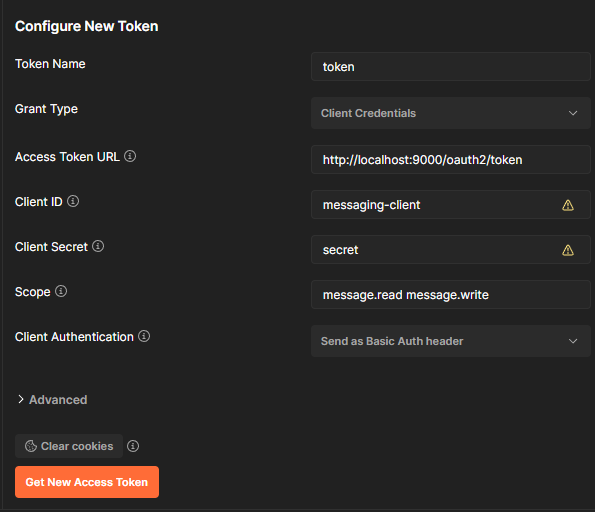 Configure New Token
Token Name
token
Grant Type
Client Credentials
Access Token URL
http://localhost:9000/oauth2/token
Client ID
messaging-client
Client Secret
secret
Scope
message.read message.write
Client Authentication
Send as Basic Auth header
Advanced
Clear cookies
Get New Access Token